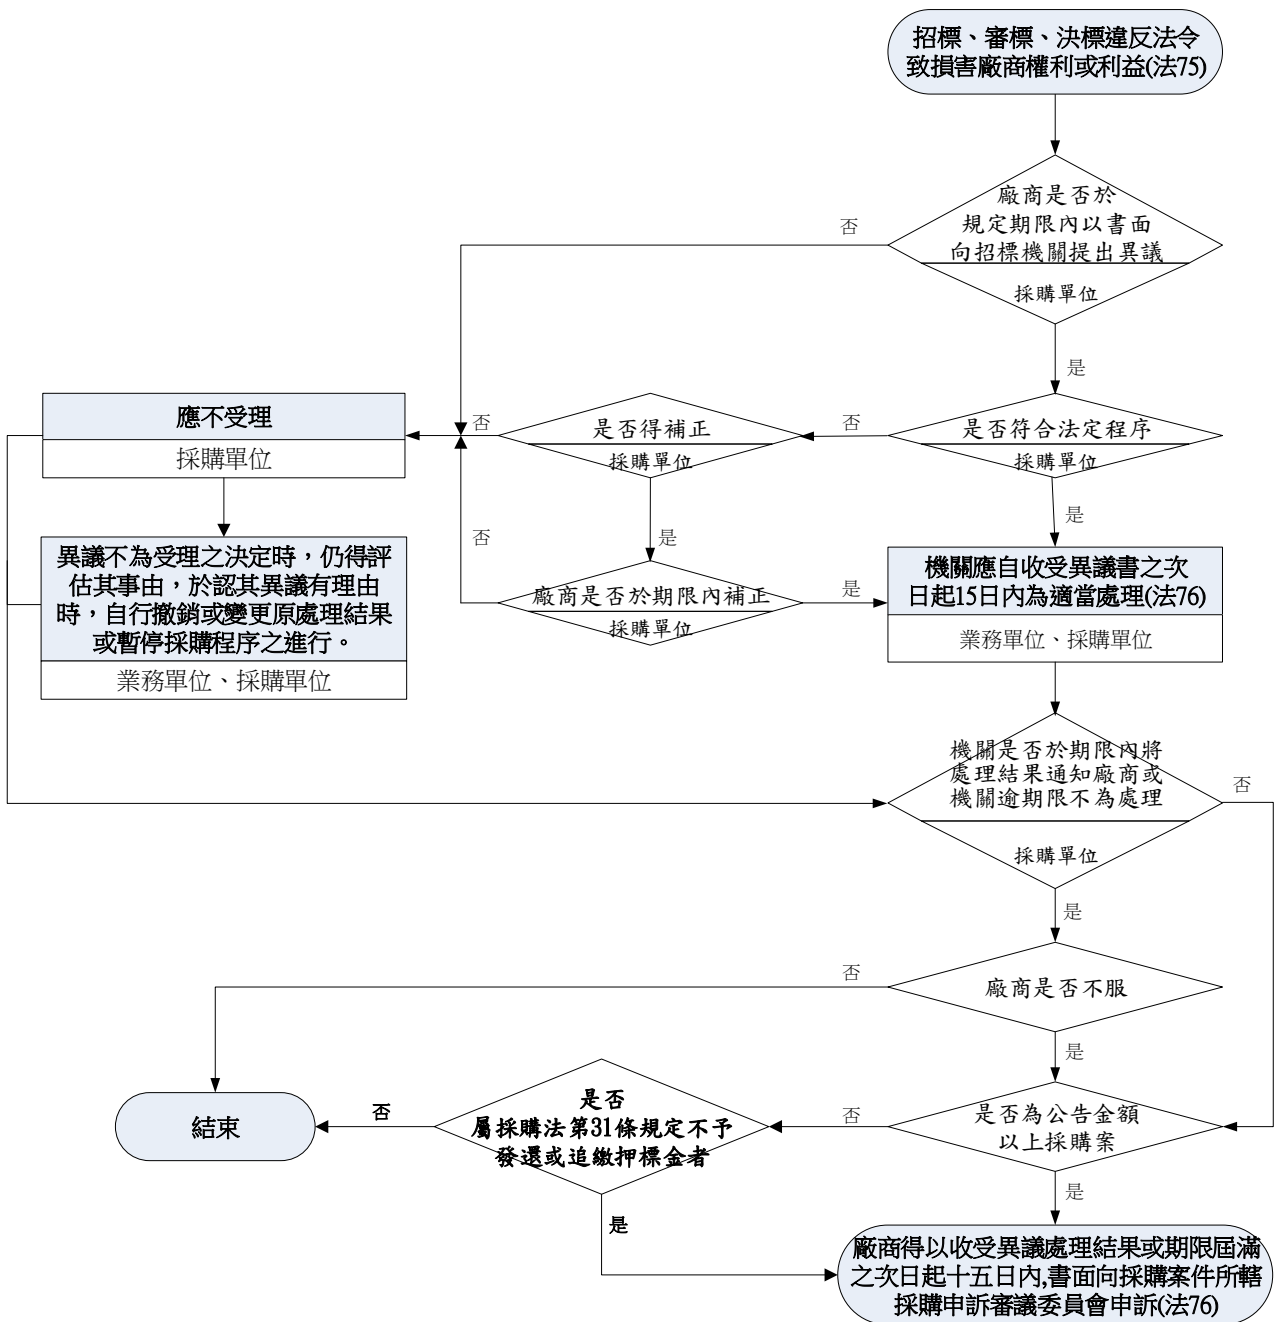 招標、審標、決標違反法令
致損害廠商權利或利益(法75)
廠商是否於
規定期限內以書面
向招標機關提出異議
採購單位
否
是
是否符合法定程序
採購單位
否
是
是否得補正
採購單位
否
是
應不受理
採購單位
異議不為受理之決定時，仍得評
估其事由，於認其異議有理由
時，自行撤銷或變更原處理結果
或暫停採購程序之進行。
業務單位、採購單位
廠商是否於期限內補正
採購單位
否
是
機關應自收受異議書之次
日起15日內為適當處理(法76)
業務單位、採購單位
機關是否於期限內將
處理結果通知廠商或
機關逾期限不為處理
採購單位
否
是
廠商是否不服
否
是
是否為公告金額
以上採購案
否
是
是否
屬採購法第31條規定不予
發還或追繳押標金者
否
是
結束
廠商得以收受異議處理結果或期限屆滿
之次日起十五日內,書面向採購案件所轄
採購申訴審議委員會申訴(法76)